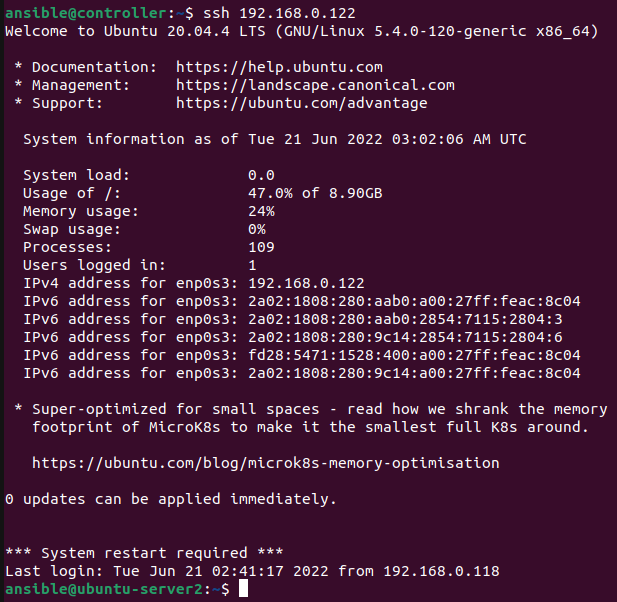 ansible@controller:~$ ssh 192.168.0.122
Welcome to Ubuntu 20.04.4 LTS (GNU/Linux 5.4.0-120-generic x86_64)

 * Documentation:  https://help.ubuntu.com
 * Management:     https://landscape.canonical.com
 * Support:        https://ubuntu.com/advantage

  System information as of Tue 21 Jun 2022 03:02:06 AM UTC

  System load:             0.0
  Usage of /:              47.0% of 8.90GB
  Memory usage:            24%
  Swap usage:              0%
  Processes:               109
  Users logged in:         1
  IPv4 address for enp0s3: 192.168.0.122
  IPv6 address for enp0s3: 2a02:1808:280:aab0:a00:27ff:feac:8c04
  IPv6 address for enp0s3: 2a02:1808:280:aab0:2854:7115:2804:3
  IPv6 address for enp0s3: 2a02:1808:280:9c14:2854:7115:2804:6
  IPv6 address for enp0s3: fd28:5471:1528:400:a00:27ff:feac:8c04
  IPv6 address for enp0s3: 2a02:1808:280:9c14:a00:27ff:feac:8c04

 * Super-optimized for small spaces - read how we shrank the memory
   footprint of MicroK8s to make it the smallest full K8s around.

   https://ubuntu.com/blog/microk8s-memory-optimisation

0 updates can be applied immediately.


*** System restart required ***
Last login: Tue Jun 21 02:41:17 2022 from 192.168.0.118
ansible@ubuntu-server2:~$